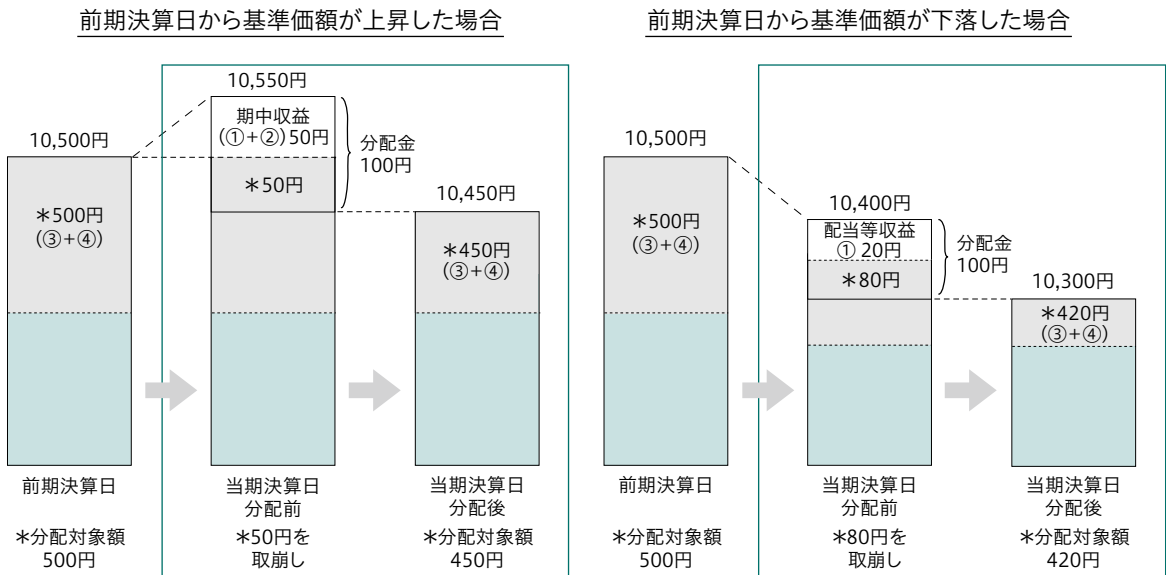 前期決算日から基準価額が上昇した場合
10,550円
期中収益
(①+②)50円
分配金
100円
10,500円
*50円
10,450円
*500円
(③+④)
*450円
(③+④)
前期決算日
当期決算日
分配前
当期決算日
分配後
*分配対象額
500円
*50円を
取崩し
*分配対象額
450円
前期決算日から基準価額が下落した場合
10,500円
*500円
(③+④)
10,400円
配当等収益
① 20円
分配金
100円
*80円
10,300円
*420円
(③+④)
前期決算日
当期決算日
分配前
当期決算日
分配後
*分配対象額
500円
*80円を
取崩し
*分配対象額
420円